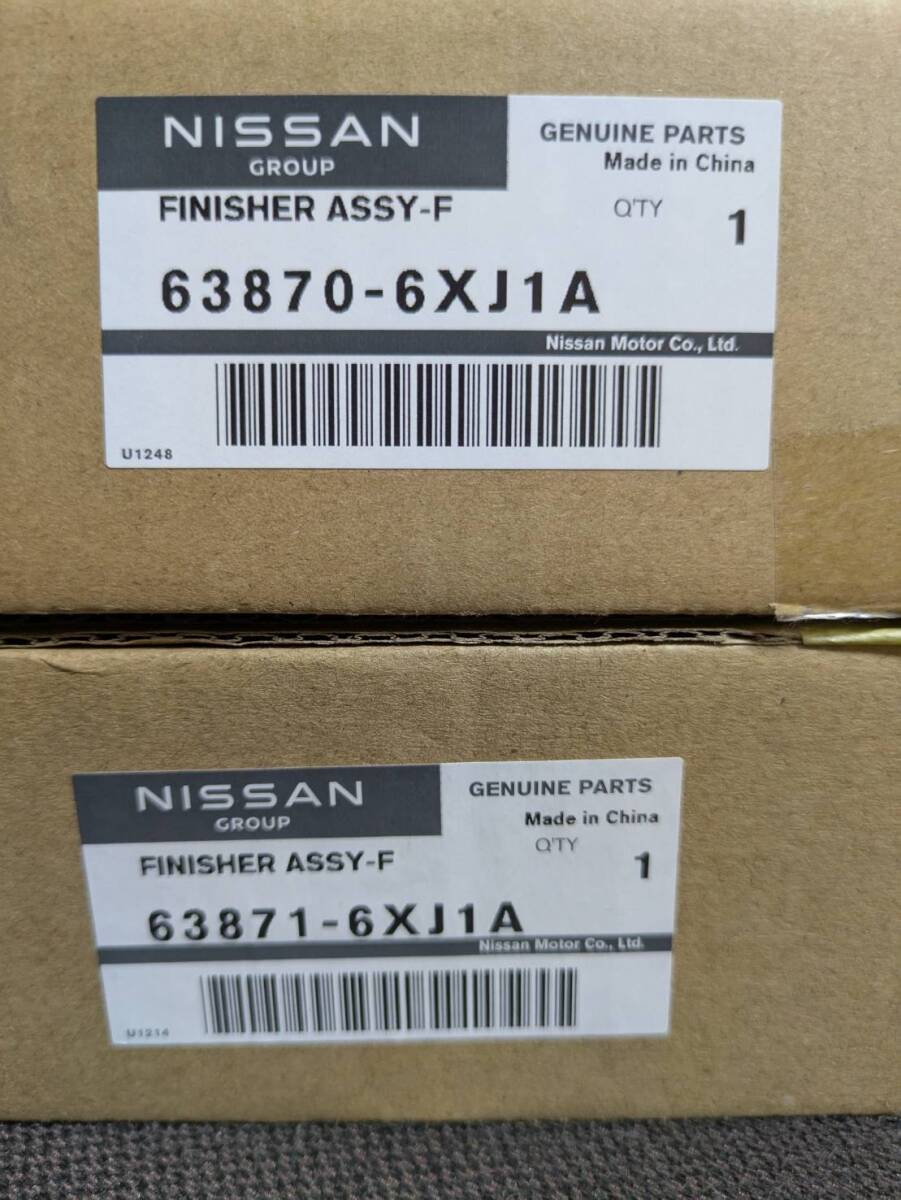 NISSAN
GROUP
GENUINE PARTS
Made in China
FINISHER ASSY-F
Q'TY 1
63870-6XJ1A
Nissan Motor Co., Ltd.
U1248
NISSAN
GROUP
GENUINE PARTS
Made in China
FINISHER ASSY-F
Q'TY 1
63871-6XJ1A
Nissan Motor Co., Ltd.
U1214